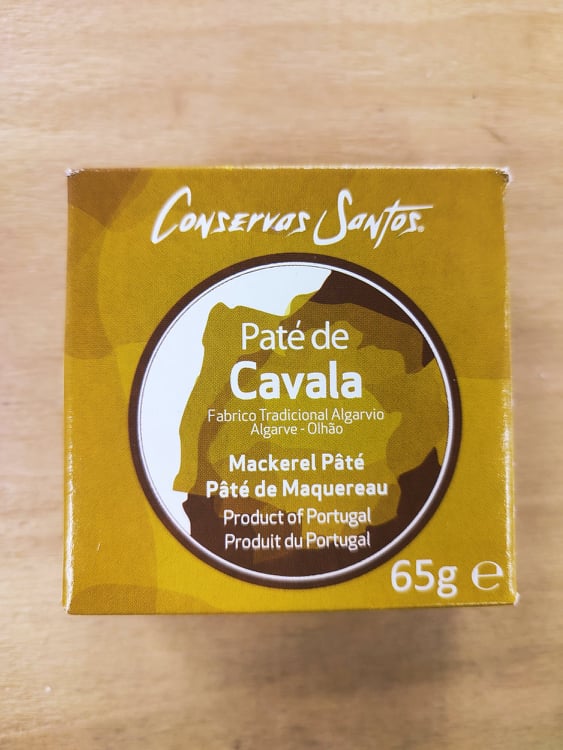 Conservas Santos®
Paté de
Cavala
Fabrico Tradicional Algarvio
Algarve - Olhão
Mackerel Pâté
Pâté de Maquereau
Product of Portugal
Produit du Portugal
65g ℮